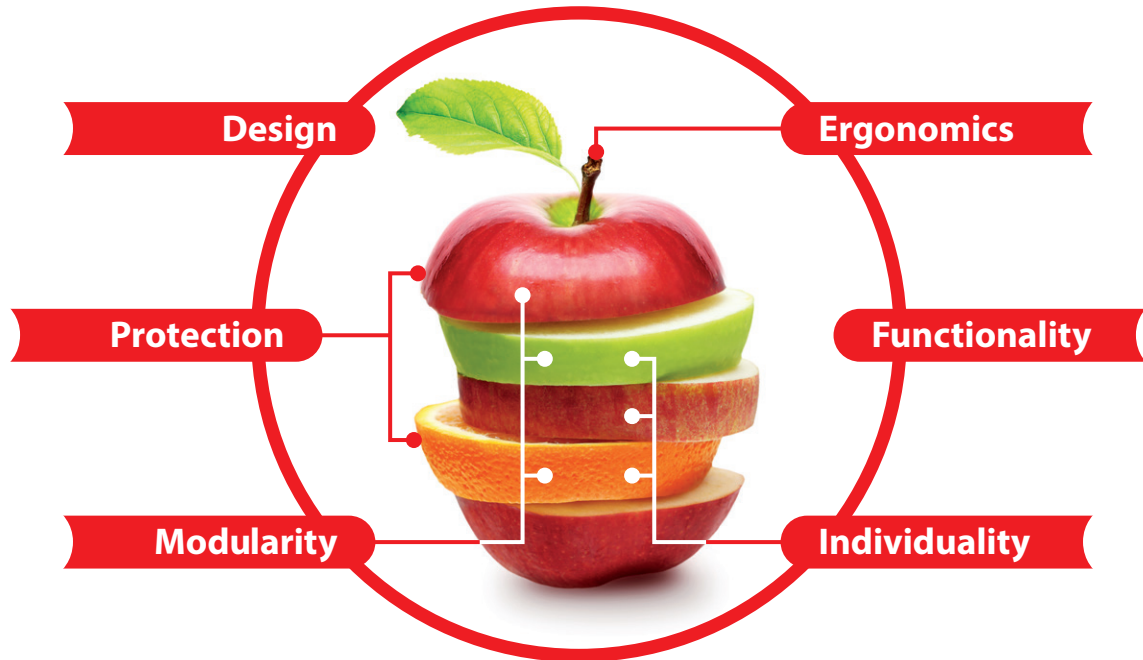 Design
Ergonomics
Protection
Functionality
Modularity
Individuality